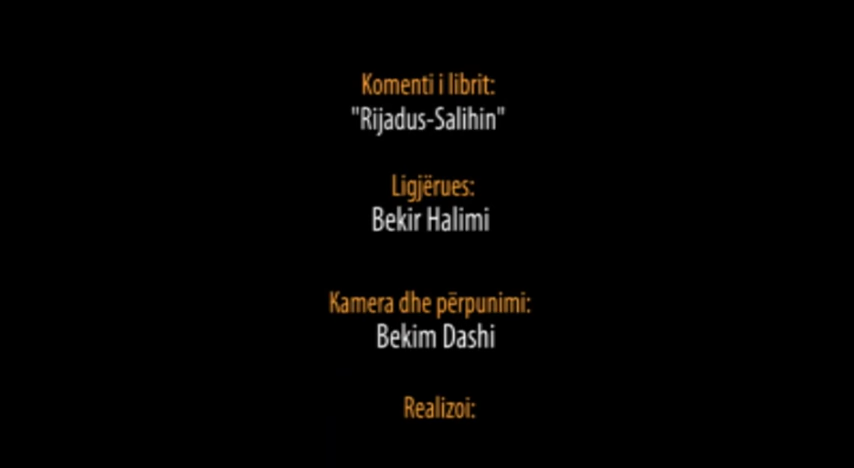 Komenti i librit:
"Rijadus-Salihin"
Ligjërues:
Bekir Halimi
Kamera dhe përpunimi:
Bekim Dashi
Realizoi: